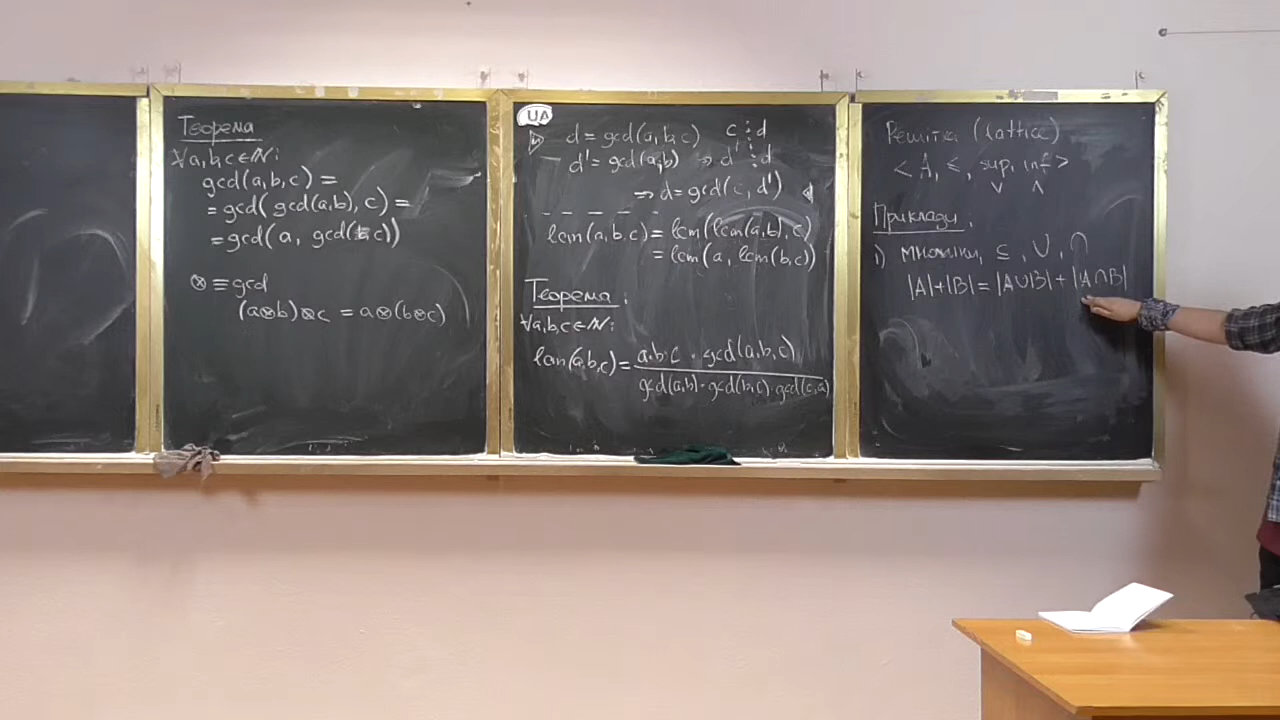 Теорема
∀a,b,c∈ℕ:
gcd(a,b,c) =
= gcd( gcd(a,b), c) =
= gcd( a, gcd(b,c))
⊗ ≡ gcd
(a⊗b)⊗c = a⊗(b⊗c)
UA
▷ d = gcd(a,b,c) c ⋮ d
d' = gcd(a,b) ⇒ d' ⋮ d
⇒ d = gcd(c, d') ◁
lcm(a,b,c) = lcm(lcm(a,b), c)
= lcm(a, lcm(b,c))
Теорема:
∀a,b,c∈ℕ:
lcm(a,b,c) = a·b·c · gcd(a,b,c)
gcd(a,b)·gcd(b,c)·gcd(c,a)
Решітка (lattice)
< A, ≤, sup, inf >
∨ ∧
Приклади:
1) множини, ⊆, ∪, ∩
|A|+|B| = |A∪B| + |A∩B|